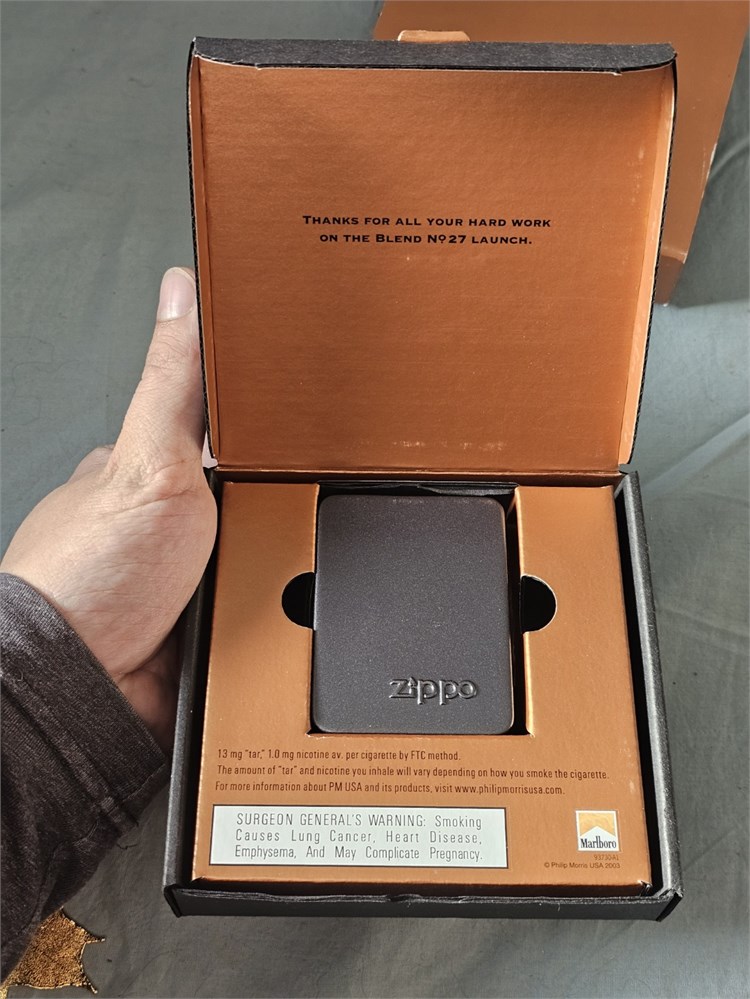 THANKS FOR ALL YOUR HARD WORK
ON THE BLEND Nº27 LAUNCH.
zippo
13 mg "tar," 1.0 mg nicotine av. per cigarette by FTC method.
The amount of "tar" and nicotine you inhale will vary depending on how you smoke the cigarette.
For more information about PM USA and its products, visit www.philipmorrisusa.com.
SURGEON GENERAL'S WARNING: Smoking
Causes Lung Cancer, Heart Disease,
Emphysema, And May Complicate Pregnancy.
Marlboro
© Philip Morris USA 2003